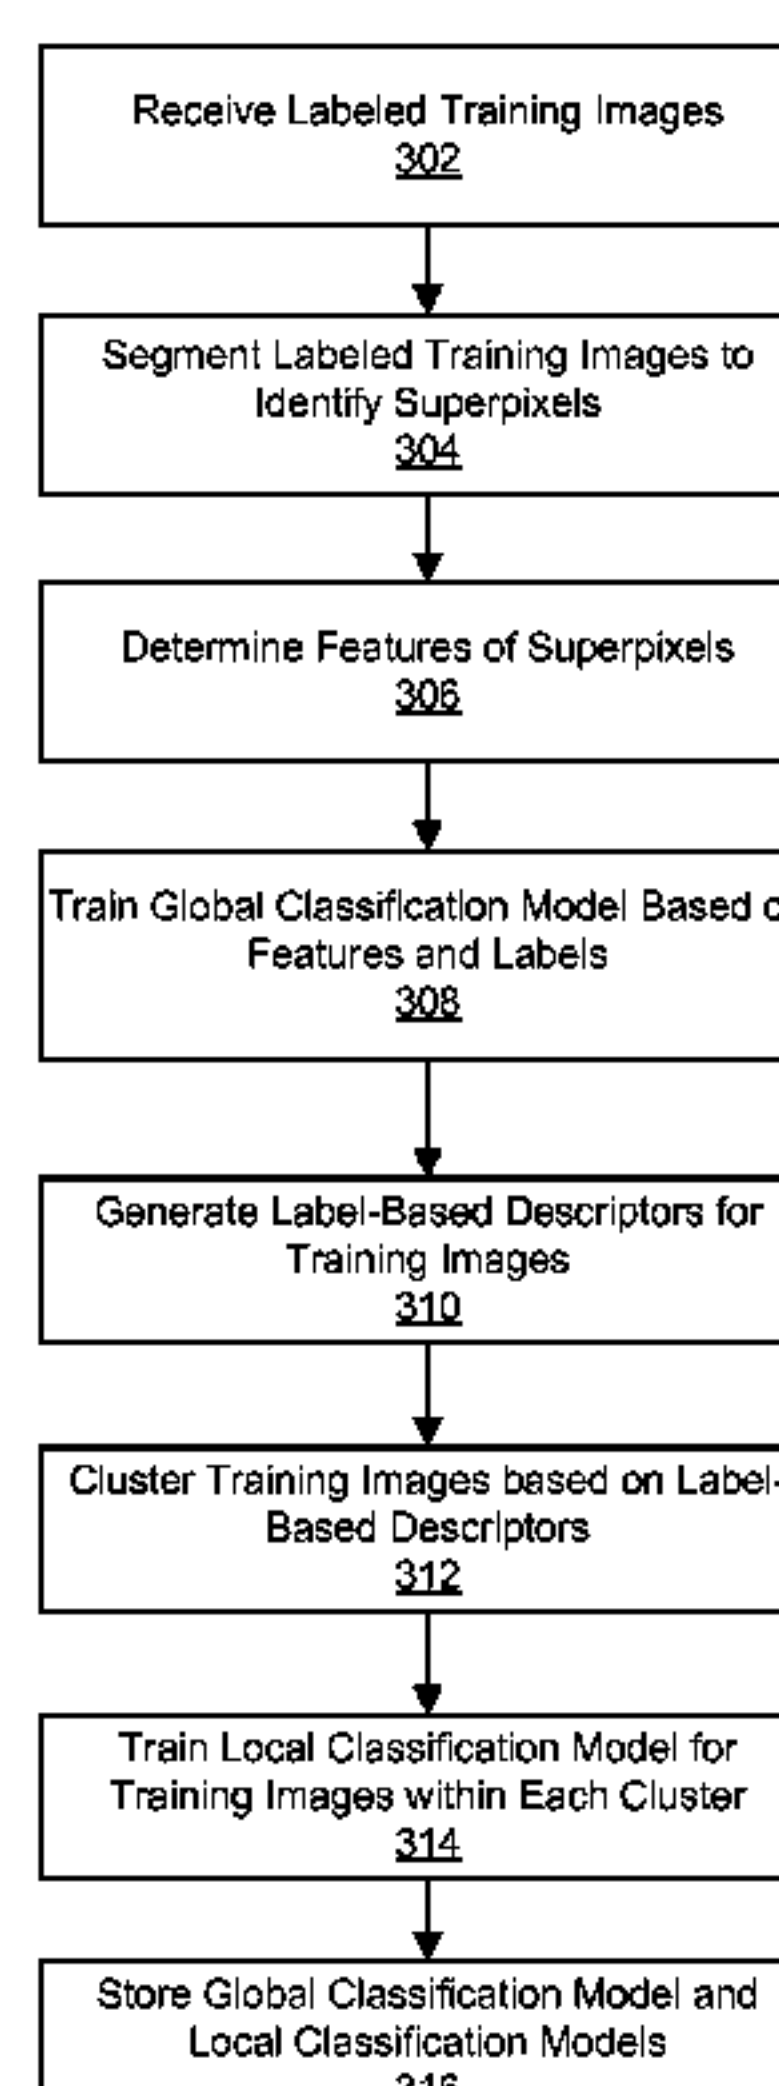 Receive Labeled Training Images
302
Segment Labeled Training Images to
Identify Superpixels
304
Determine Features of Superpixels
306
Train Global Classification Model Based
Features and Labels
308
Generate Label-Based Descriptors for
Training Images
310
Cluster Training Images based on Label-
Based Descriptors
312
Train Local Classification Model for
Training Images within Each Cluster
314
Store Global Classification Model and
Local Classification Models